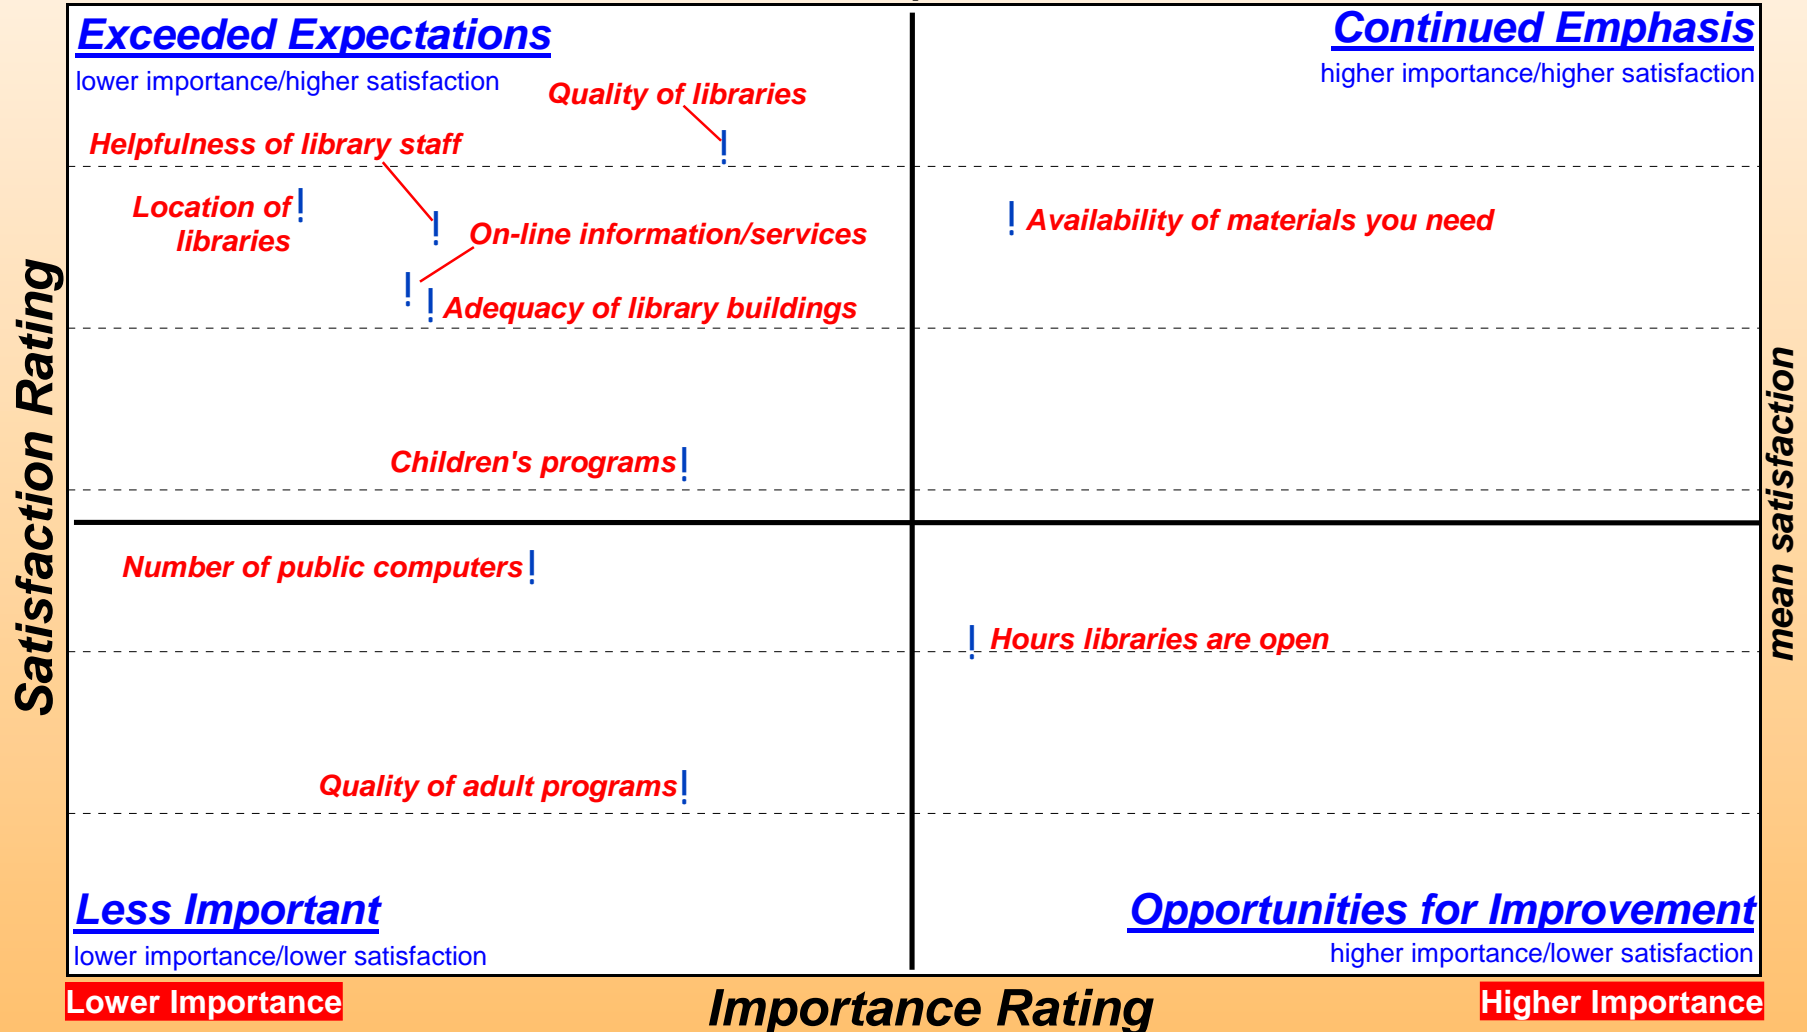 Exceeded Expectations
lower importance/higher satisfaction
Continued Emphasis
higher importance/higher satisfaction
Quality of libraries
Helpfulness of library staff
Location of
libraries
On-line information/services
Availability of materials you need
Adequacy of library buildings
Children's programs
Number of public computers
Hours libraries are open
Quality of adult programs
Satisfaction Rating
mean satisfaction
Less Important
lower importance/lower satisfaction
Opportunities for Improvement
higher importance/lower satisfaction
Lower Importance
Importance Rating
Higher Importance